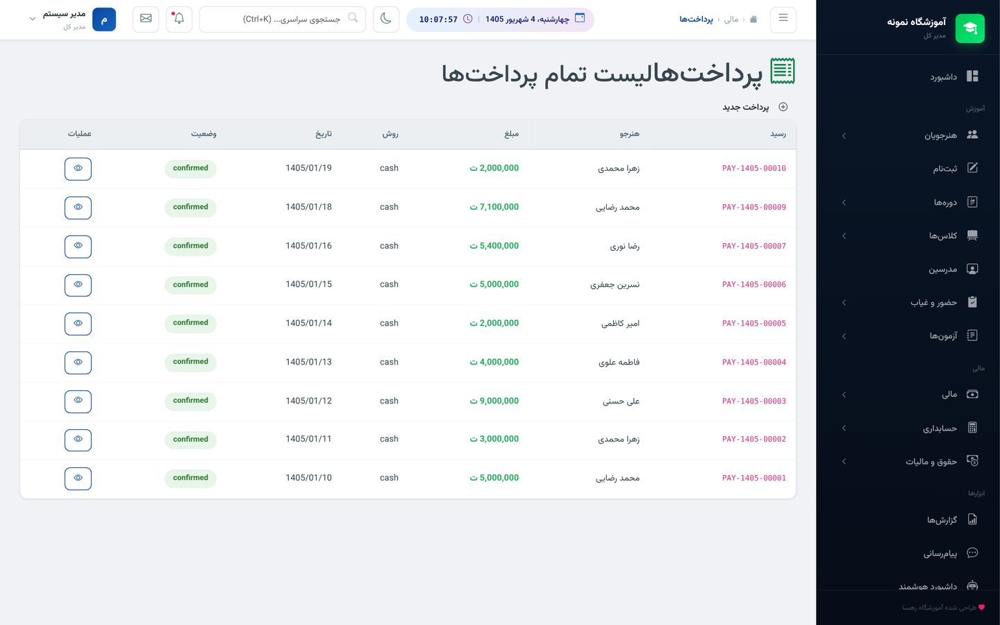 آموزشگاه نمونه
مدیر کل
داشبورد
آموزش
هنرجویان
ثبت‌نام
دوره‌ها
کلاس‌ها
مدرسین
حضور و غیاب
آزمون‌ها
مالی
مالی
حسابداری
حقوق و مالیات
ابزارها
گزارش‌ها
پیام‌رسانی
داشبورد هوشمند
طراحی شده آموزشگاه رهسا
مالی ‹ پرداخت‌ها
چهارشنبه، 4 شهریور 1405 | 10:07:57
جستجوی سراسری... (Ctrl+K)
م
مدیر سیستم
مدیر کل
پرداخت‌هالیست تمام پرداخت‌ها
پرداخت جدید
رسید هنرجو مبلغ روش تاریخ وضعیت عملیات
PAY-1405-00010 زهرا محمدی 2,000,000 ت cash 1405/01/19 confirmed
PAY-1405-00009 محمد رضایی 7,100,000 ت cash 1405/01/18 confirmed
PAY-1405-00007 رضا نوری 5,400,000 ت cash 1405/01/16 confirmed
PAY-1405-00006 نسرین جعفری 5,000,000 ت cash 1405/01/15 confirmed
PAY-1405-00005 امیر کاظمی 2,000,000 ت cash 1405/01/14 confirmed
PAY-1405-00004 فاطمه علوی 4,000,000 ت cash 1405/01/13 confirmed
PAY-1405-00003 علی حسنی 9,000,000 ت cash 1405/01/12 confirmed
PAY-1405-00002 زهرا محمدی 3,000,000 ت cash 1405/01/11 confirmed
PAY-1405-00001 محمد رضایی 5,000,000 ت cash 1405/01/10 confirmed